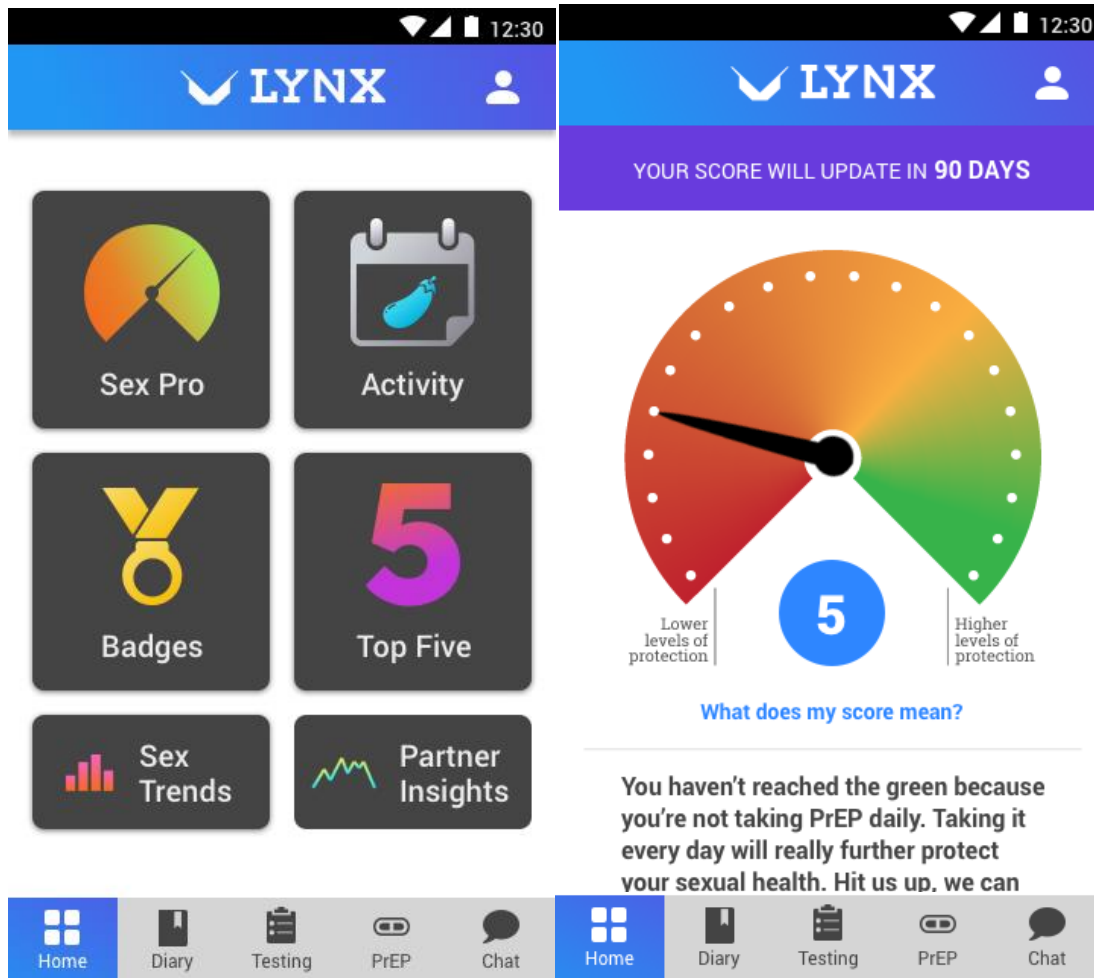 12:30
LYNX
Sex Pro
Activity
Badges
5
Top Five
Sex
Trends
Partner
Insights
Home
Diary
Testing
PrEP
Chat
12:30
LYNX
YOUR SCORE WILL UPDATE IN 90 DAYS
Lower
levels of
protection
5
Higher
levels of
protection
What does my score mean?
You haven’t reached the green because
you’re not taking PrEP daily. Taking it
every day will really further protect
your sexual health. Hit us up, we can
Home
Diary
Testing
PrEP
Chat